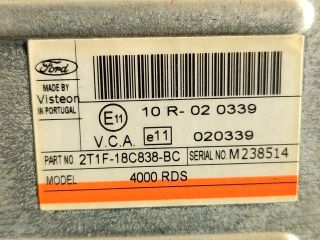 Ford
MADE BY
Visteon
IN PORTUGAL
E11 10 R- 02 0339
V.C.A. e11 020339
PART NO. 2T1F-18C838-BC SERIAL NO. M238514
MODEL 4000 RDS